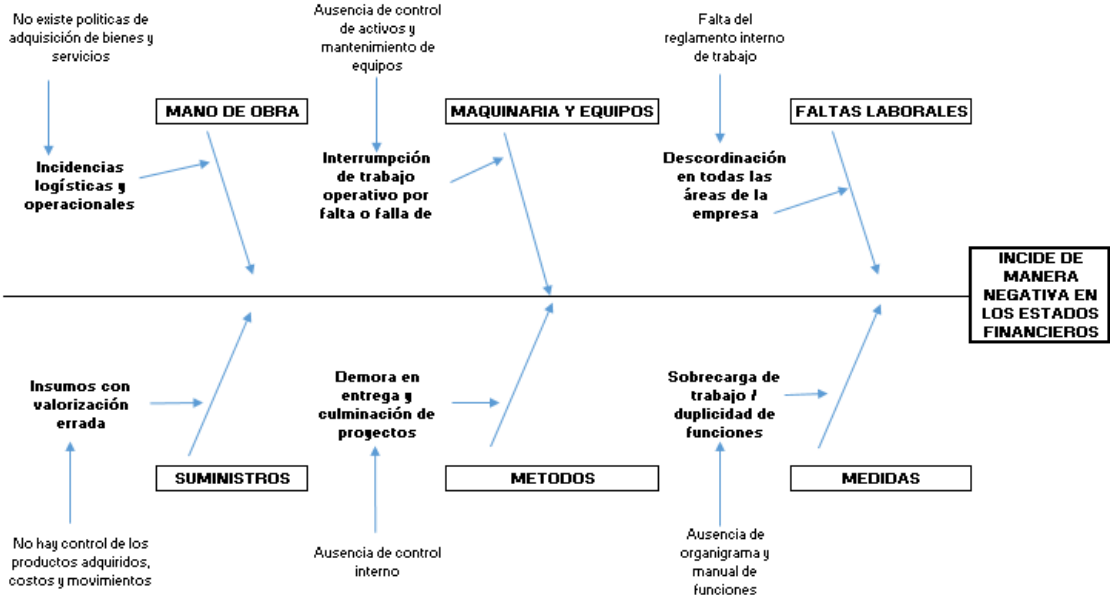 No existe politicas de
adquisición de bienes y
servicios
Ausencia de control
de activos y
mantenimiento de
equipos
Falta del
reglamento interno
de trabajo
MANO DE OBRA
MAQUINARIA Y EQUIPOS
FALTAS LABORALES
Incidencias
logísticas y
operacionales
Interrumpción
de trabajo
operativo por
falta o falla de
Descordinación
en todas las
áreas de la
empresa
INCIDE DE
MANERA
NEGATIVA EN
LOS ESTADOS
FINANCIEROS
Insumos con
valorización
errada
Demora en
entrega y
culminación de
proyectos
Sobrecarga de
trabajo /
duplicidad de
funciones
SUMINISTROS
METODOS
MEDIDAS
No hay control de los
productos adquiridos,
costos y movimientos
Ausencia de control
interno
Ausencia de
organigrama y
manual de
funciones